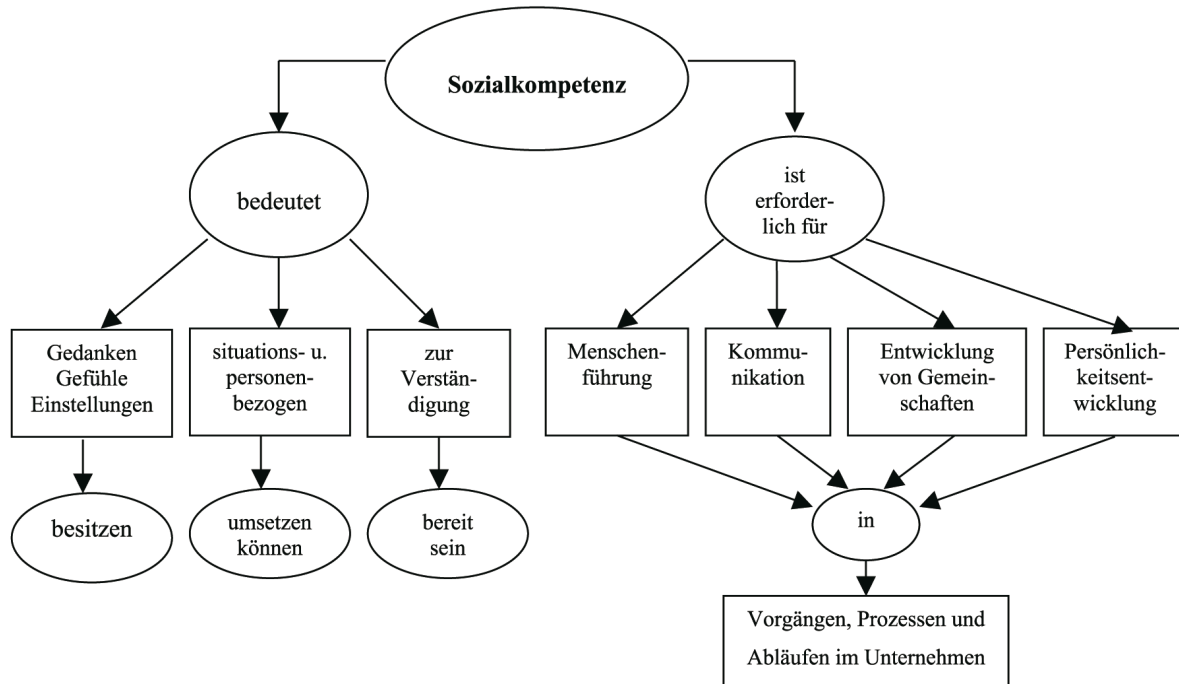 Sozialkompetenz
bedeutet
ist
erforder-
lich für
Gedanken
Gefühle
Einstellungen
situations- u.
personen-
bezogen
zur
Verstän-
digung
Menschen-
führung
Kommu-
nikation
Entwicklung
von Gemein-
schaften
Persönlich-
keitsent-
wicklung
besitzen
umsetzen
können
bereit
sein
in
Vorgängen, Prozessen und
Abläufen im Unternehmen